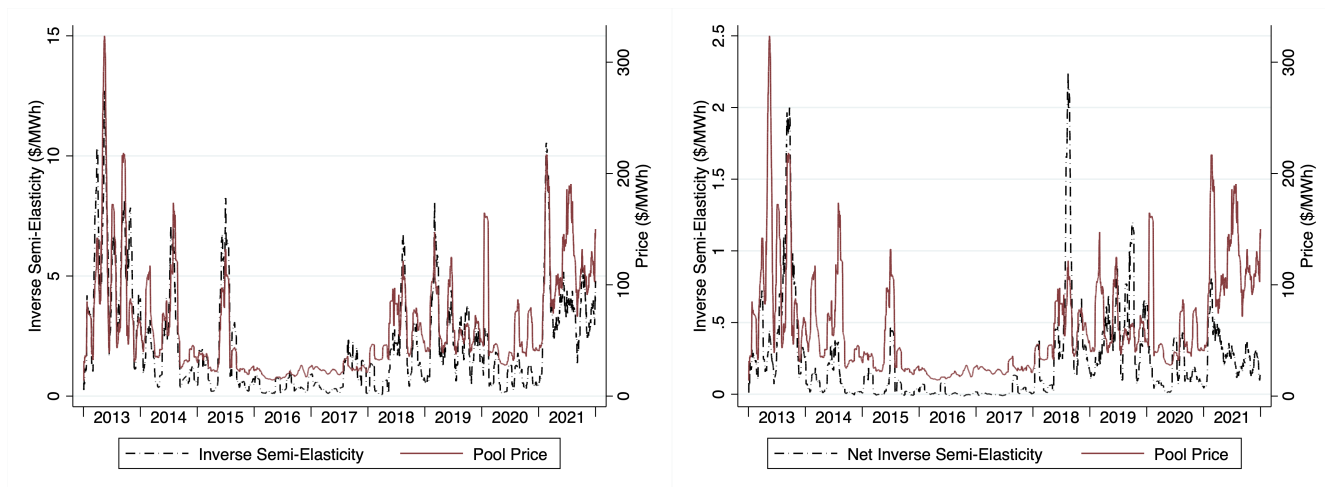 Inverse Semi-Elasticity ($/MWh)
15
10
5
0
300
200
100
0
Price ($/MWh)
2013 2014 2015 2016 2017 2018 2019 2020 2021
Inverse Semi-Elasticity Pool Price
Inverse Semi-Elasticity ($/MWh)
2.5
2
1.5
1
.5
0
300
200
100
0
Price ($/MWh)
2013 2014 2015 2016 2017 2018 2019 2020 2021
Net Inverse Semi-Elasticity Pool Price